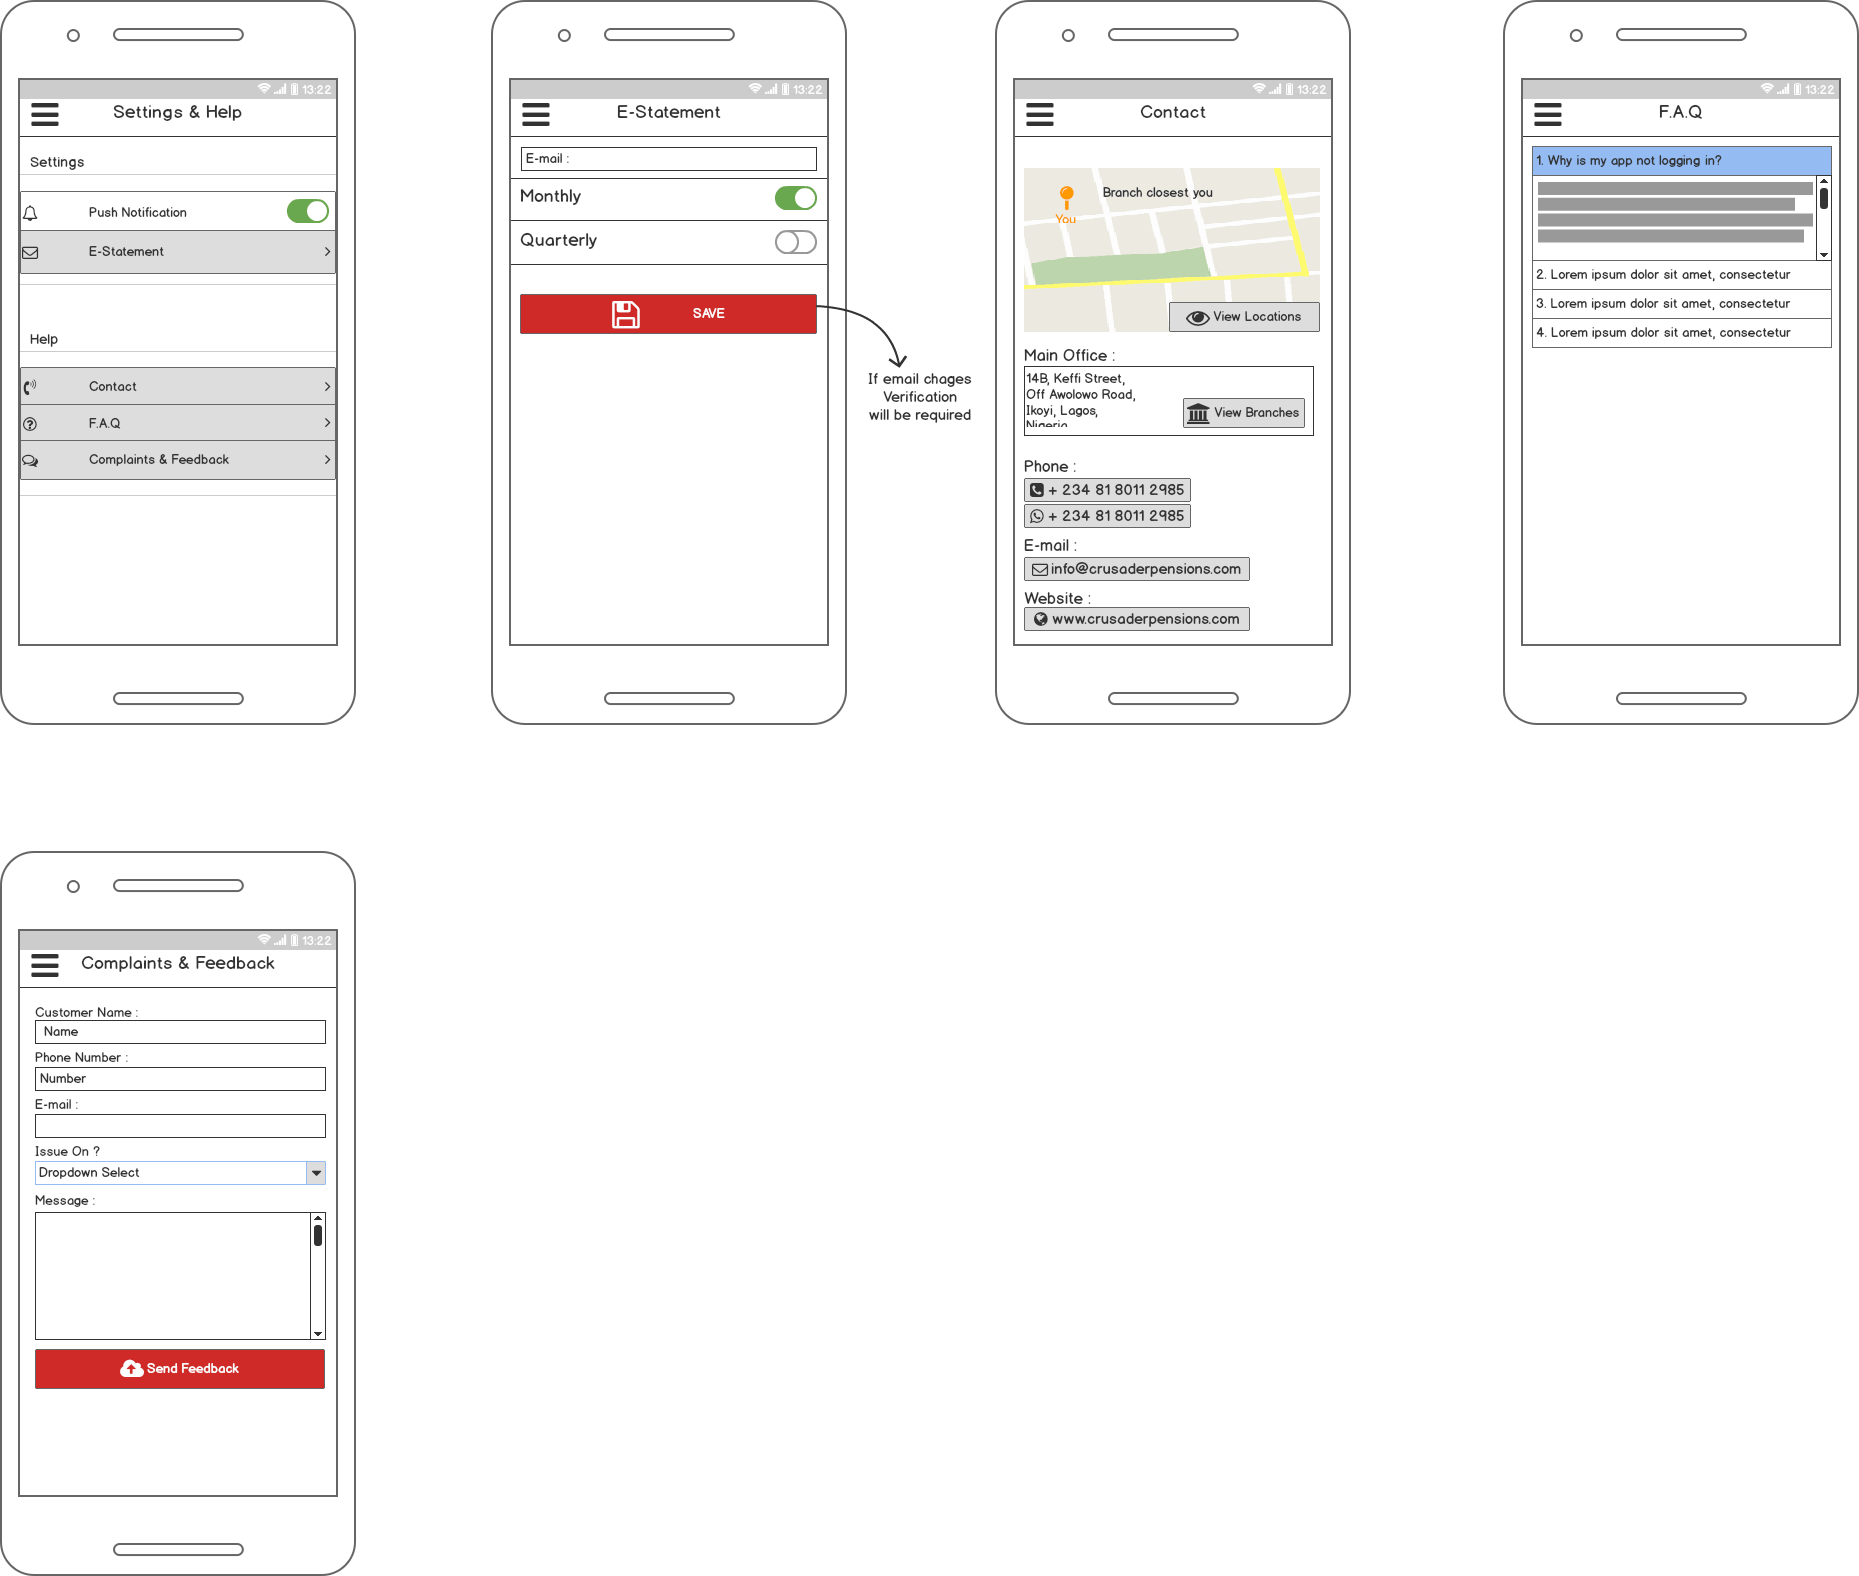 13:22
Settings & Help
Settings
Push Notification
E-Statement
Help
Contact
F.A.Q
Complaints & Feedback
13:22
E-Statement
E-mail :
Monthly
Quarterly
SAVE
If email chages
Verification
will be required
13:22
Contact
Branch closest you
You
View Locations
Main Office :
14B, Keffi Street,
Off Awolowo Road,
Ikoyi, Lagos,
Nigeria
View Branches
Phone :
+ 234 81 8011 2985
+ 234 81 8011 2985
E-mail :
info@crusaderpensions.com
Website :
www.crusaderpensions.com
13:22
F.A.Q
1. Why is my app not logging in?
2. Lorem ipsum dolor sit amet, consectetur
3. Lorem ipsum dolor sit amet, consectetur
4. Lorem ipsum dolor sit amet, consectetur
13:22
Complaints & Feedback
Customer Name :
Name
Phone Number :
Number
E-mail :
Issue On ?
Dropdown Select
Message :
Send Feedback